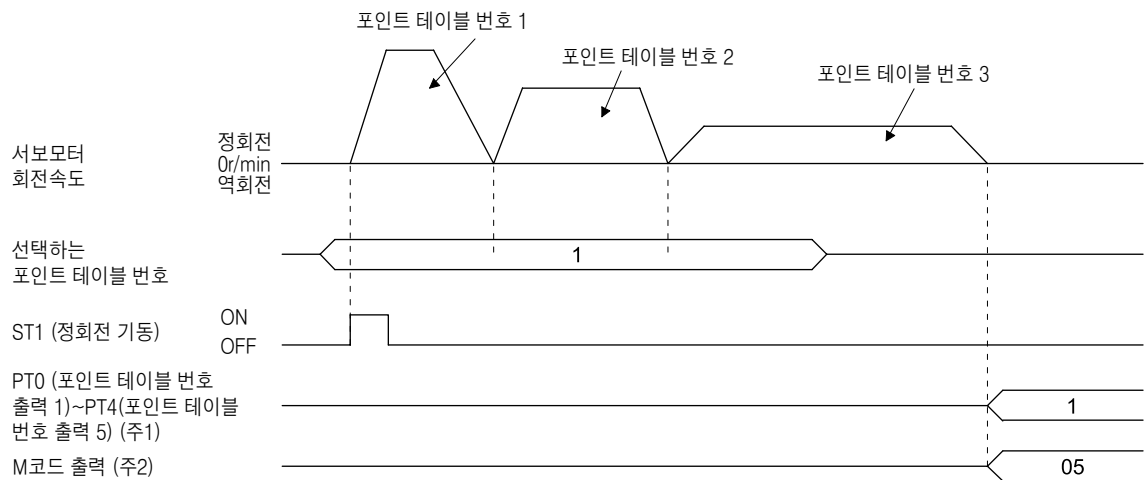 포인트 테이블 번호 1
포인트 테이블 번호 2
포인트 테이블 번호 3
서보모터
회전속도
정회전
0r/min
역회전
선택하는
포인트 테이블 번호
1
ST1 (정회전 기동)
ON
OFF
PT0 (포인트 테이블 번호
출력 1)~PT4(포인트 테이블
번호 출력 5) (주1)
1
M코드 출력 (주2)
05